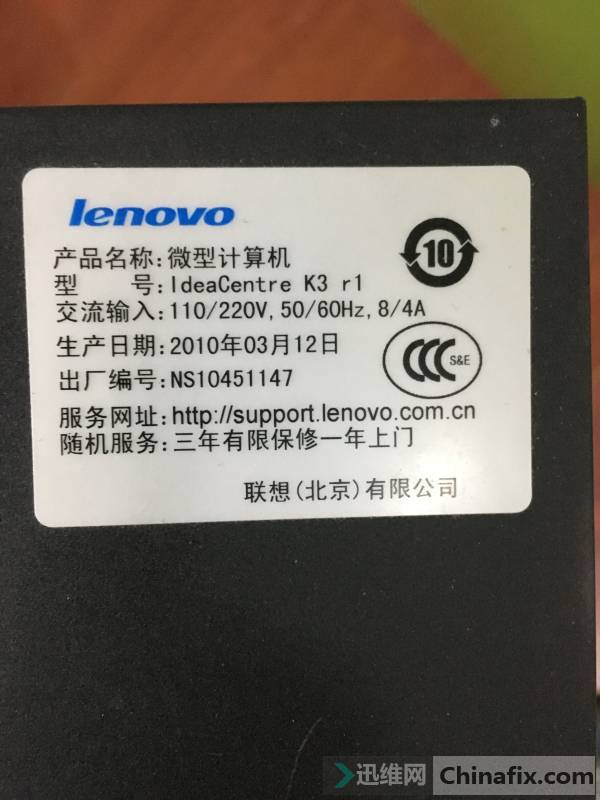 lenovo
10
产品名称:微型计算机
型 号:IdeaCentre K3 r1
交流输入:110/220V,50/60Hz,8/4A
生产日期:2010年03月12日
CCC S&E
出厂编号:NS10451147
服务网址:http://support.lenovo.com.cn
随机服务:三年有限保修一年上门
联想(北京)有限公司
迅维网 Chinafix.com